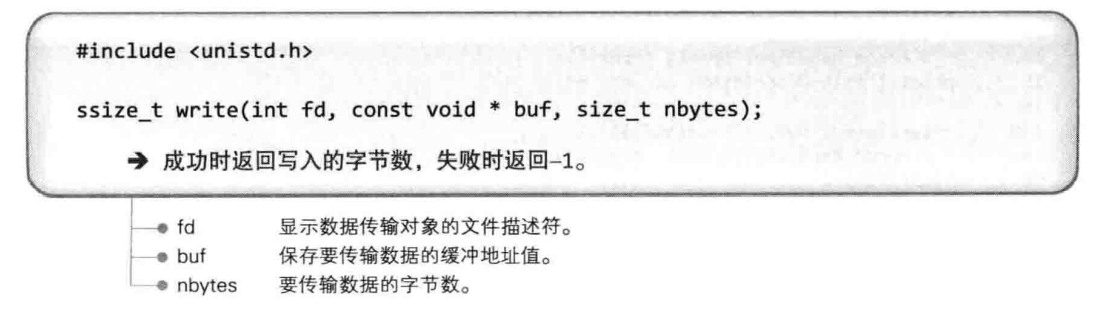 #include <unistd.h>
ssize_t write(int fd, const void * buf, size_t nbytes);
➔ 成功时返回写入的字节数，失败时返回–1。
fd 显示数据传输对象的文件描述符。
buf 保存要传输数据的缓冲地址值。
nbytes 要传输数据的字节数。